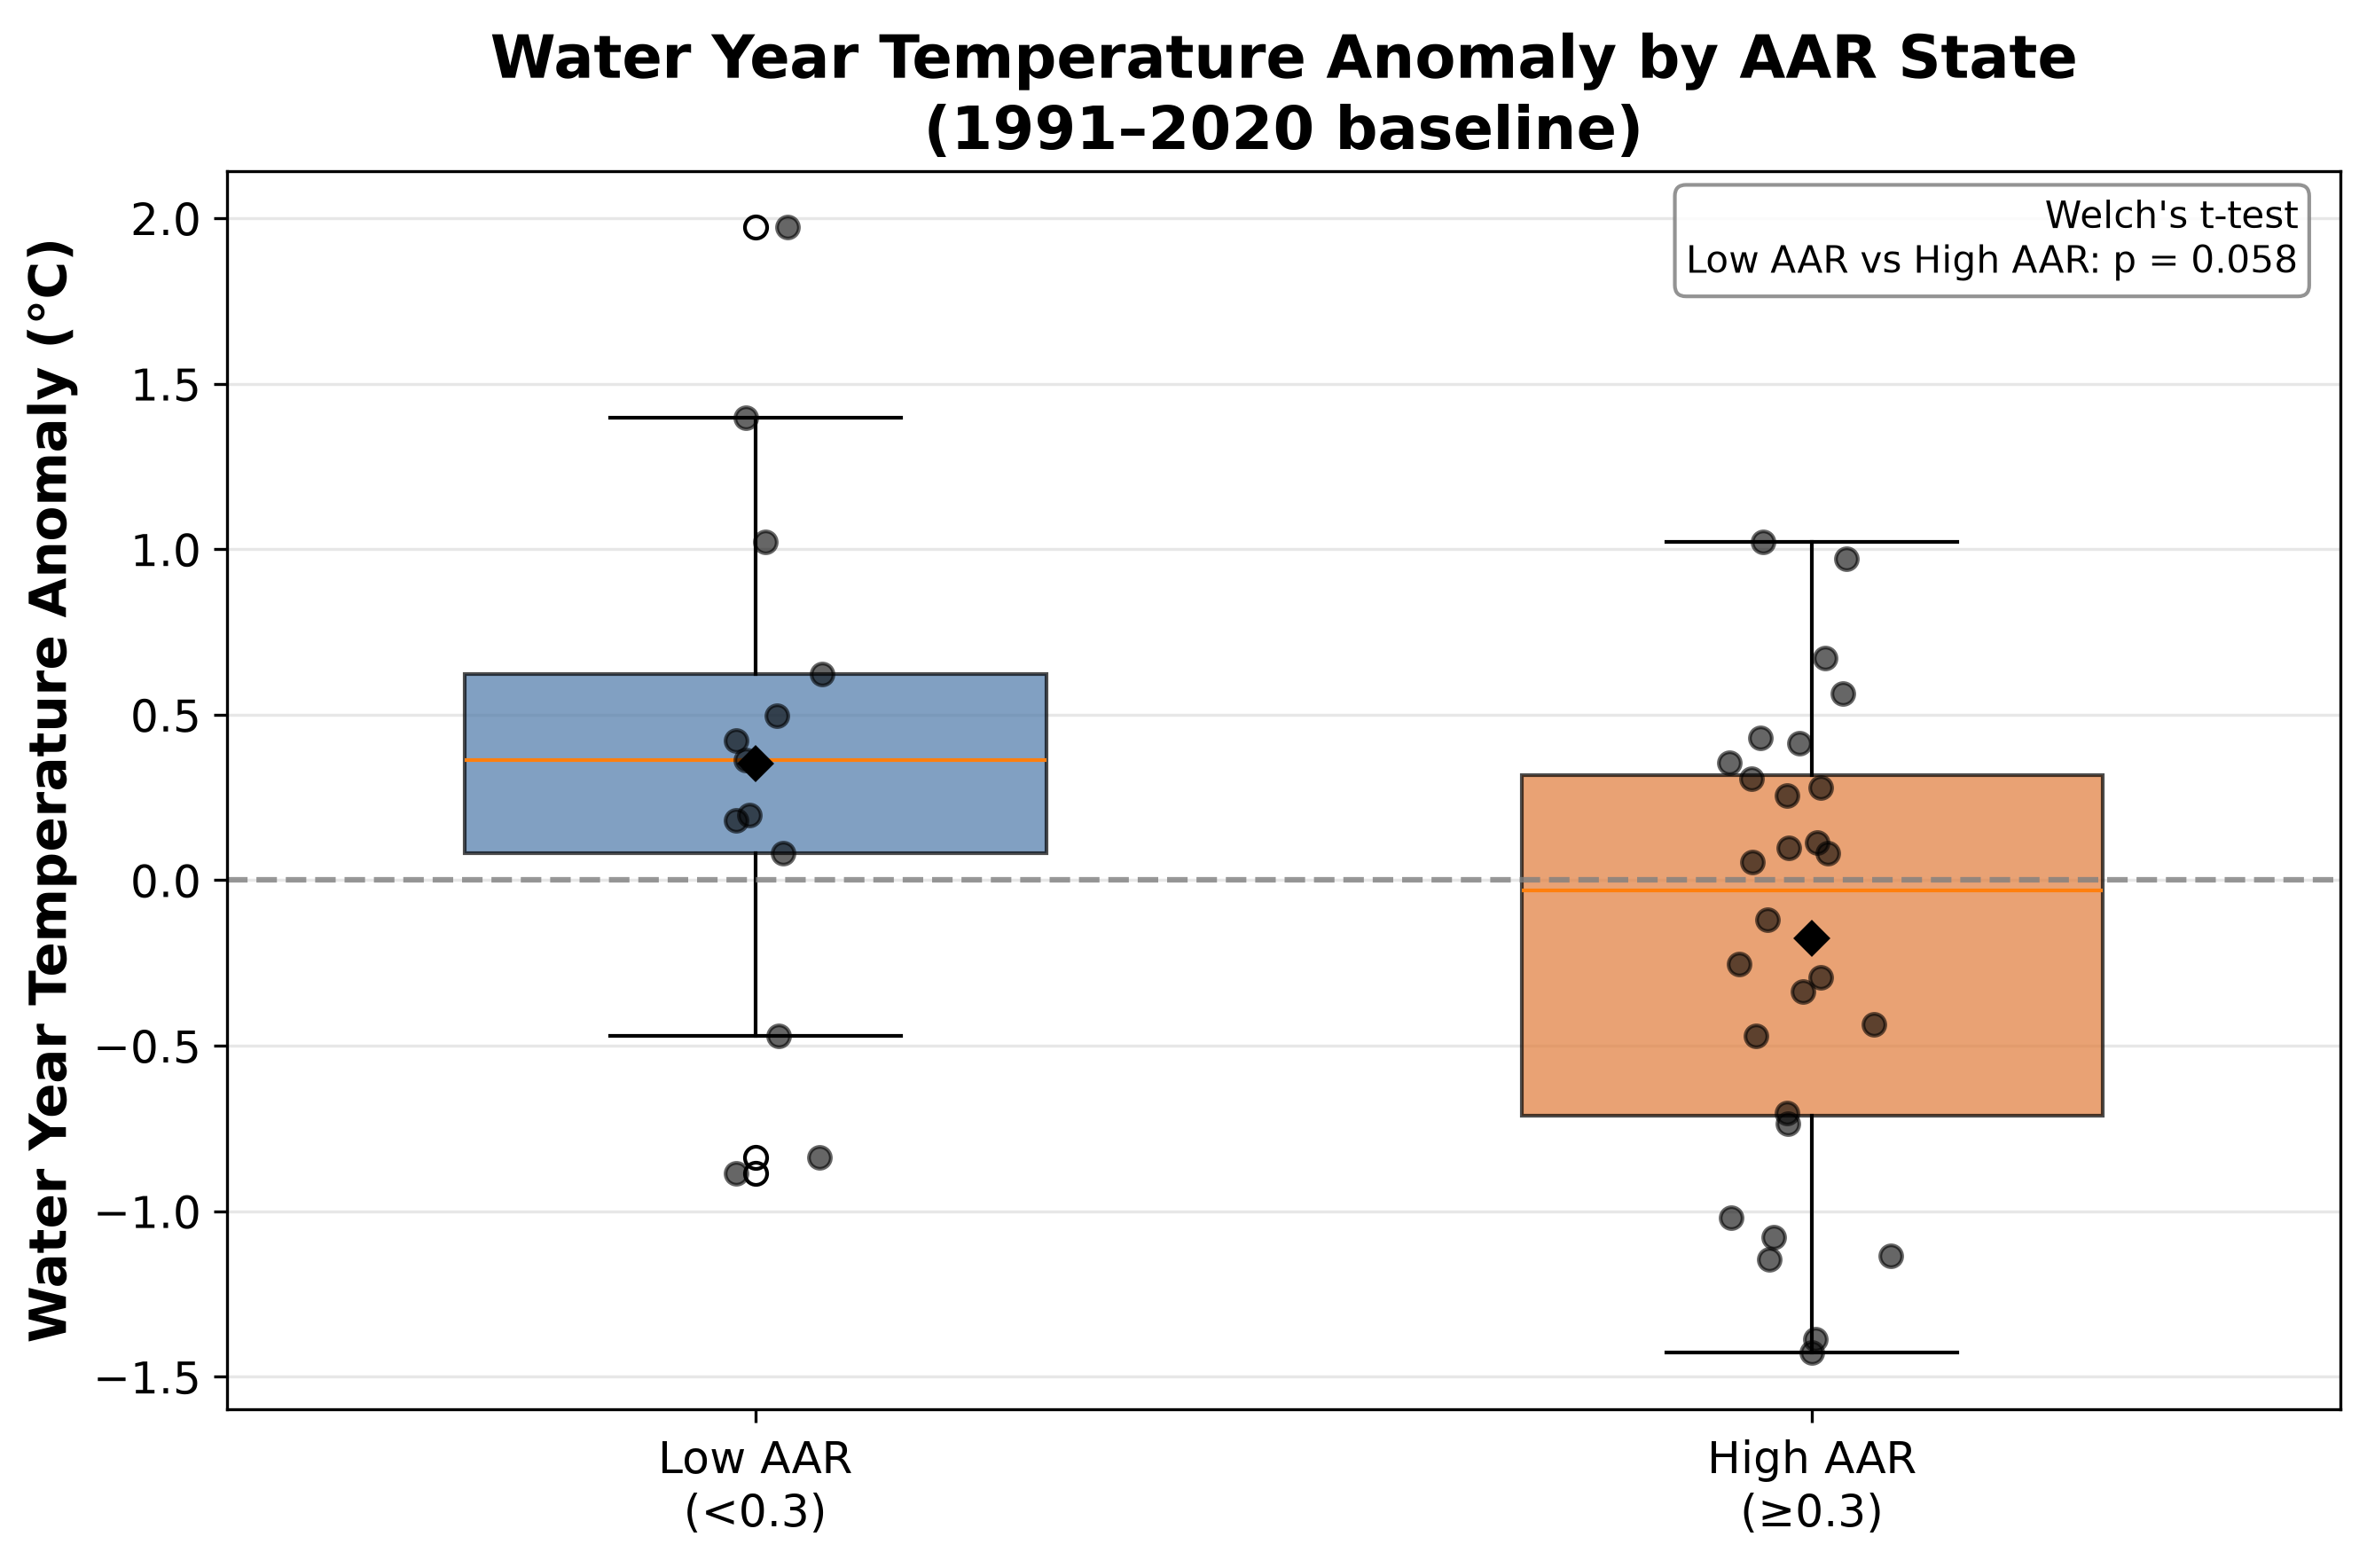 Water Year Temperature Anomaly by AAR State
(1991–2020 baseline)
Welch's t-test
Low AAR vs High AAR: p = 0.058
Water Year Temperature Anomaly (°C)
2.0
1.5
1.0
0.5
0.0
−0.5
−1.0
−1.5
Low AAR
(<0.3)
High AAR
(≥0.3)